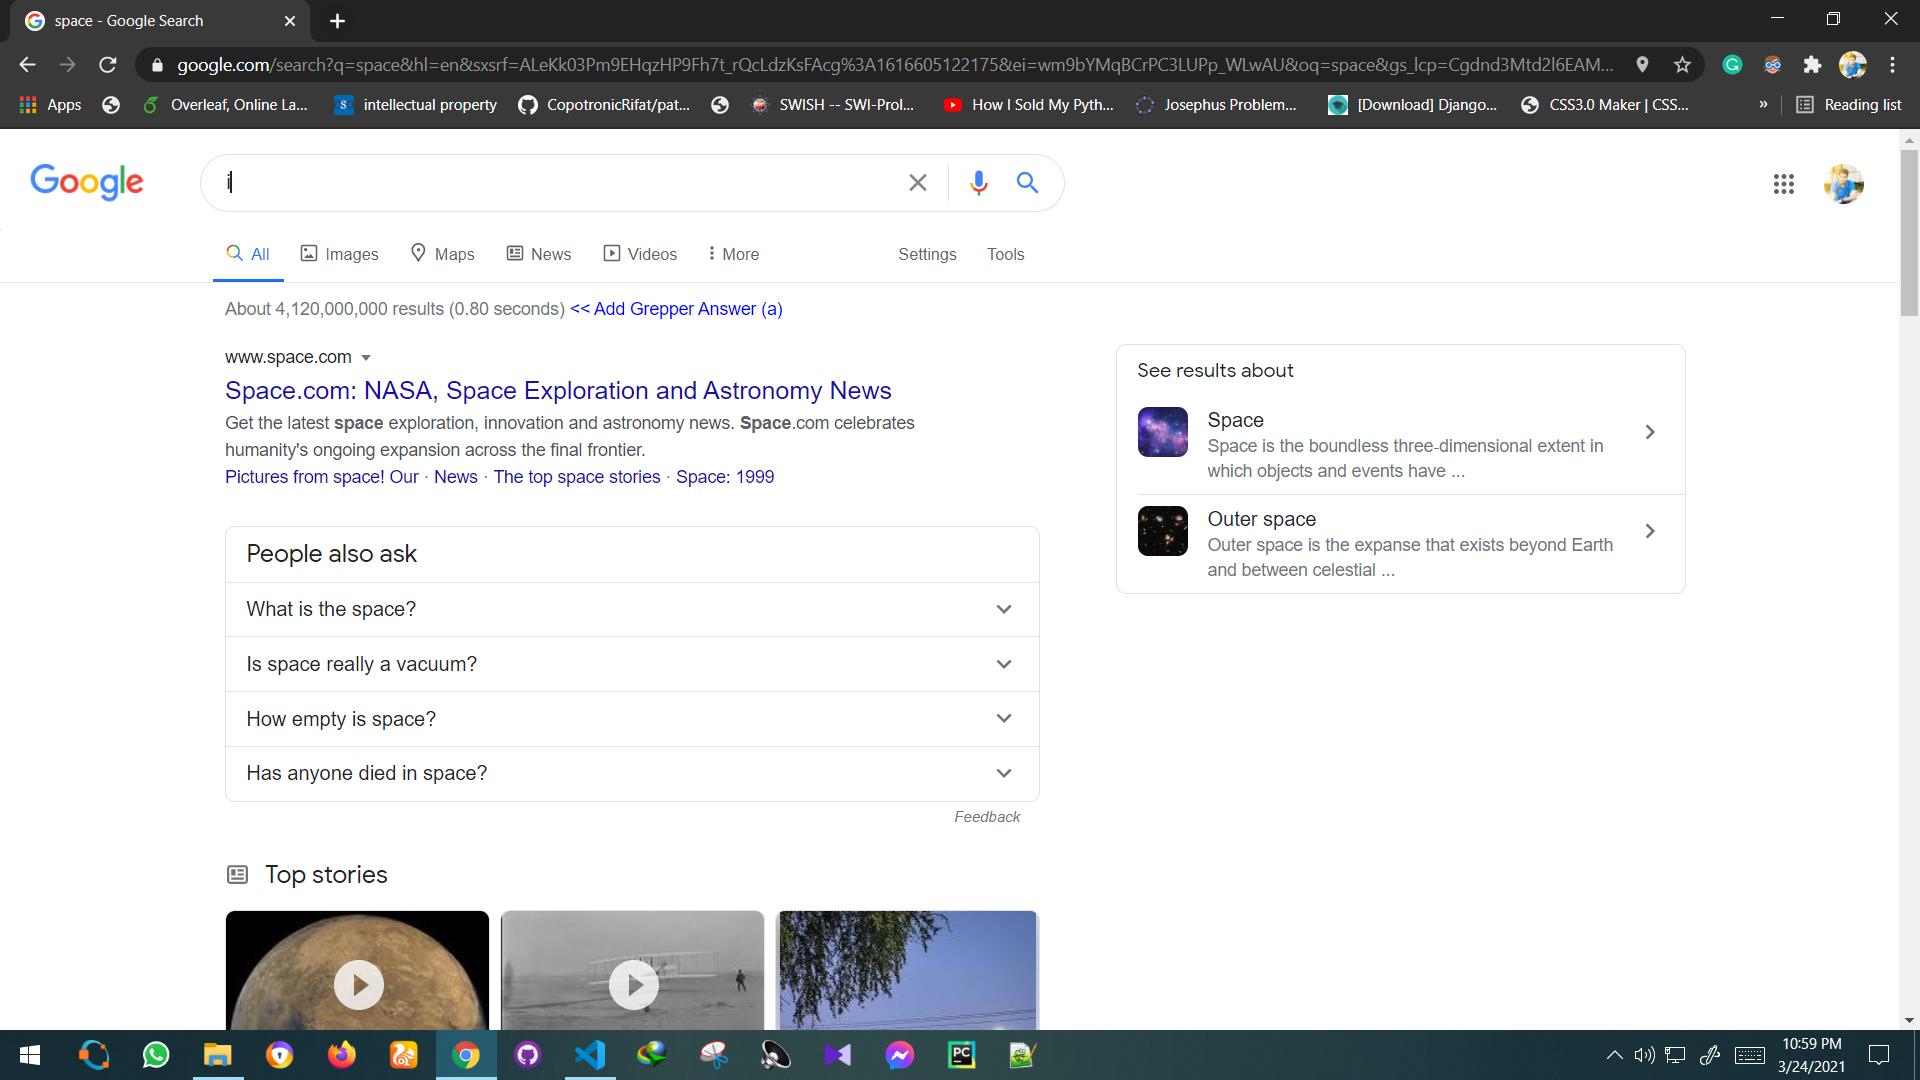 space - Google Search
google.com/search?q=space&hl=en&sxsrf=ALeKk03Pm9EHqzHP9Fh7t_rQcLdzKsFAcg%3A1616605122175&ei=wm9bYMqBCrPC3LUPp_WLwAU&oq=space&gs_lcp=Cgdnd3Mtd2l6EAM...
Apps Overleaf, Online La... intellectual property CopotronicRifat/pat... SWISH -- SWI-Prol... How I Sold My Pyth... Josephus Problem... [Download] Django... CSS3.0 Maker | CSS... » Reading list
Google
i
All Images Maps News Videos More Settings Tools
About 4,120,000,000 results (0.80 seconds) << Add Grepper Answer (a)
www.space.com
Space.com: NASA, Space Exploration and Astronomy News
Get the latest space exploration, innovation and astronomy news. Space.com celebrates
humanity's ongoing expansion across the final frontier.
Pictures from space! Our · News · The top space stories · Space: 1999
People also ask
What is the space?
Is space really a vacuum?
How empty is space?
Has anyone died in space?
Feedback
Top stories
See results about
Space
Space is the boundless three-dimensional extent in
which objects and events have ...
Outer space
Outer space is the expanse that exists beyond Earth
and between celestial ...
PC
10:59 PM
3/24/2021